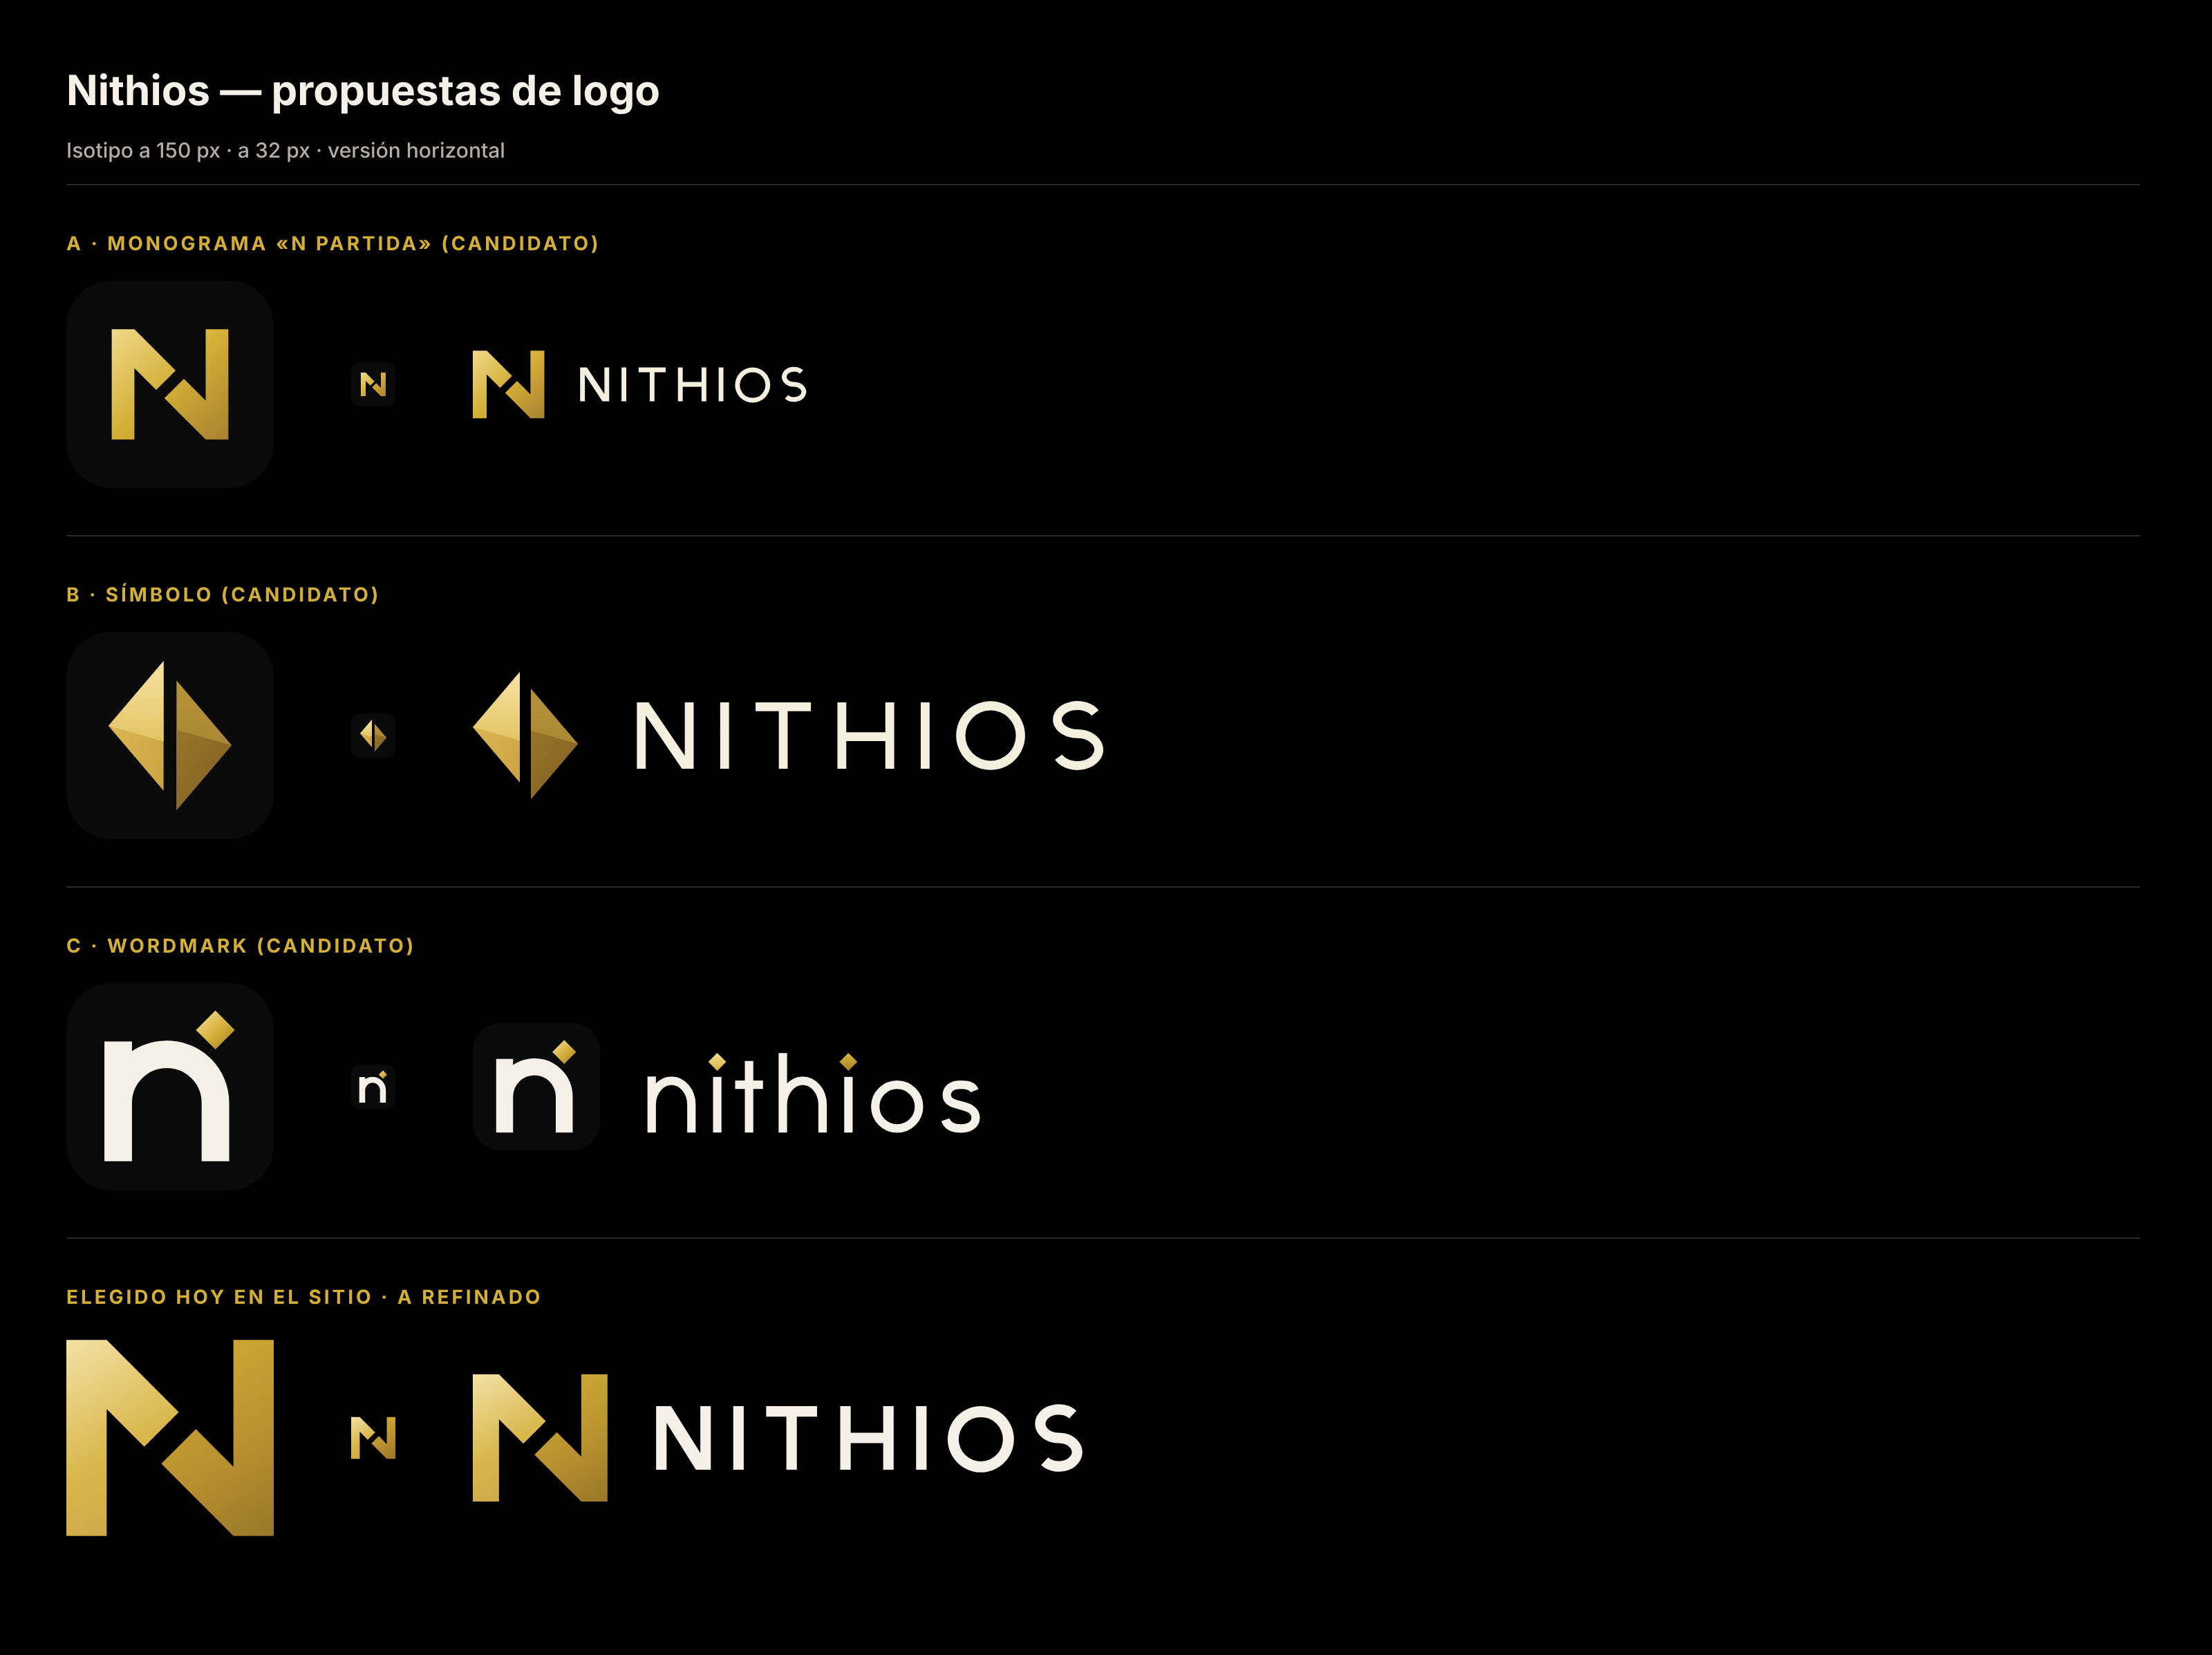 Nithios — propuestas de logo
Isotipo a 150 px · a 32 px · versión horizontal
A · MONOGRAMA «N PARTIDA» (CANDIDATO)
N N N NITHIOS
B · SÍMBOLO (CANDIDATO)
NITHIOS
C · WORDMARK (CANDIDATO)
n n n nithios
ELEGIDO HOY EN EL SITIO · A REFINADO
N N N NITHIOS